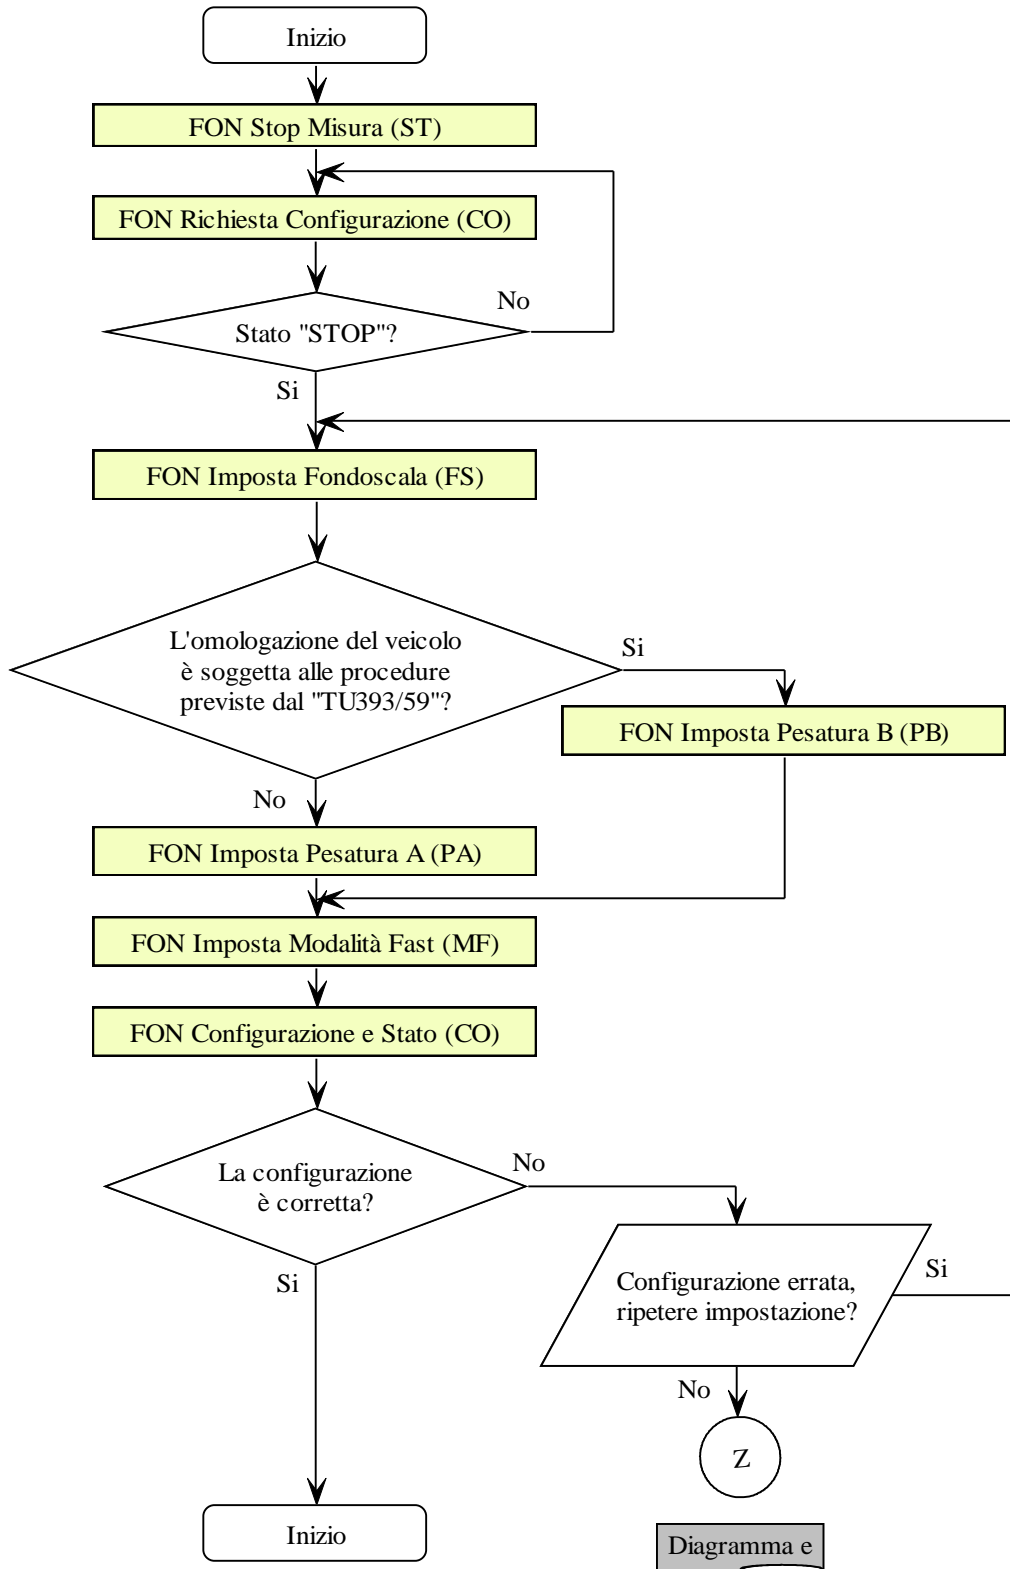 Inizio
FON Stop Misura (ST)
FON Richiesta Configurazione (CO)
No
Stato "STOP"?
Si
FON Imposta Fondoscala (FS)
L'omologazione del veicolo
è soggetta alle procedure
previste dal "TU393/59"?
Si
FON Imposta Pesatura B (PB)
No
FON Imposta Pesatura A (PA)
FON Imposta Modalità Fast (MF)
FON Configurazione e Stato (CO)
La configurazione
è corretta?
No
Si
Configurazione errata,
ripetere impostazione?
Si
No
Z
Inizio
Diagramma e